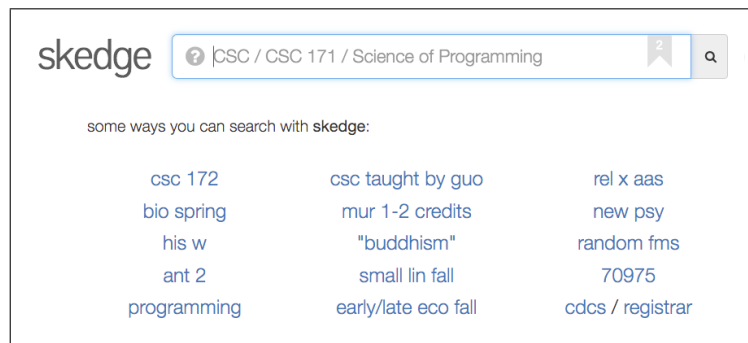 skedge ? CSC / CSC 171 / Science of Programming 2
some ways you can search with skedge:
csc 172 csc taught by guo rel x aas
bio spring mur 1-2 credits new psy
his w "buddhism" random fms
ant 2 small lin fall 70975
programming early/late eco fall cdcs / registrar